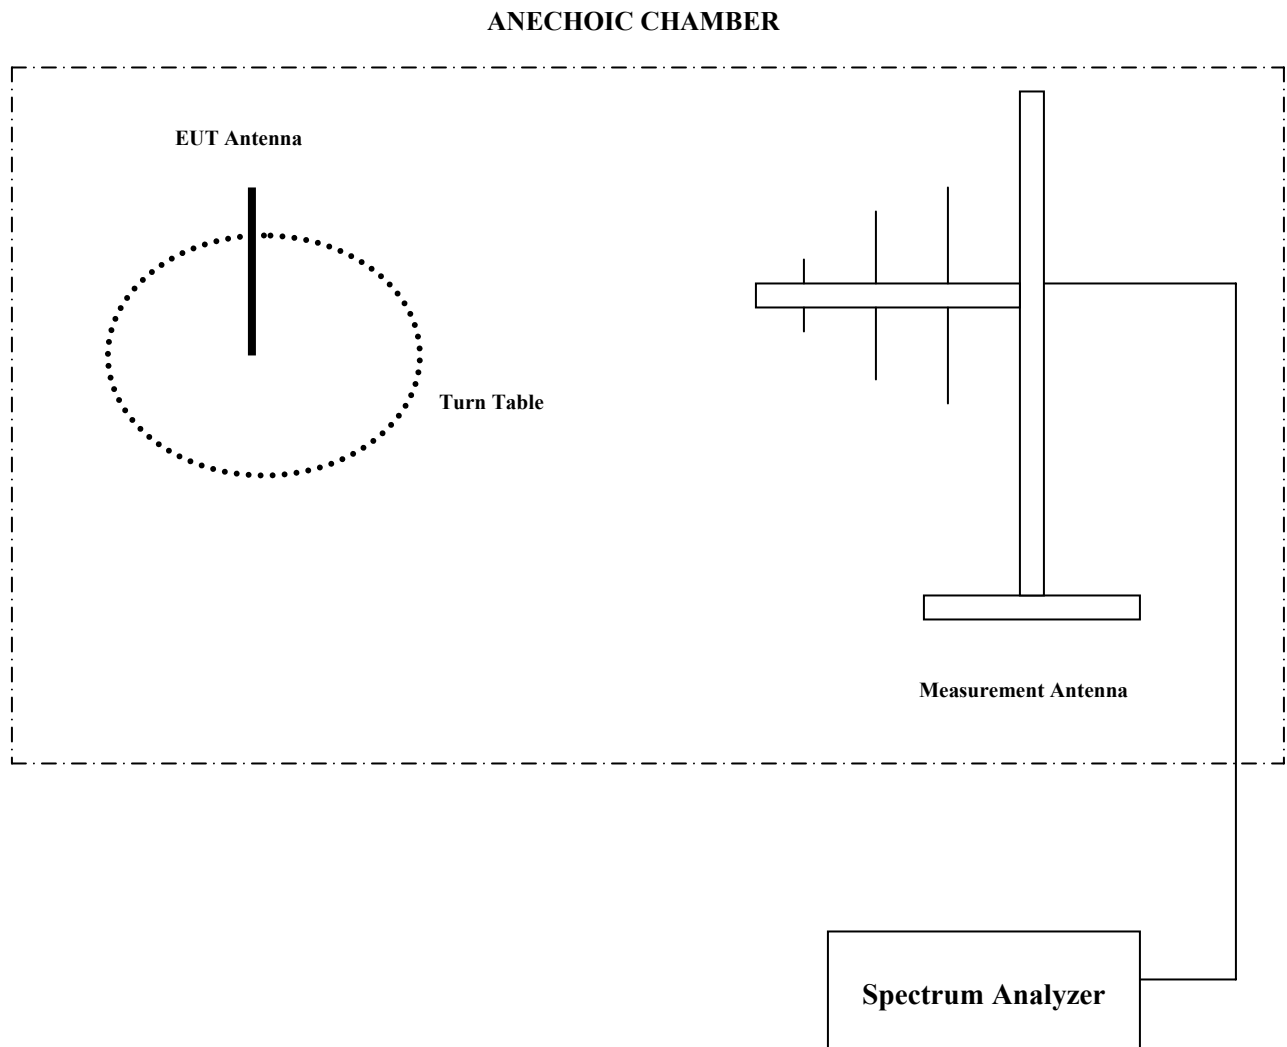 ANECHOIC CHAMBER
EUT Antenna
Turn Table
Measurement Antenna
Spectrum Analyzer